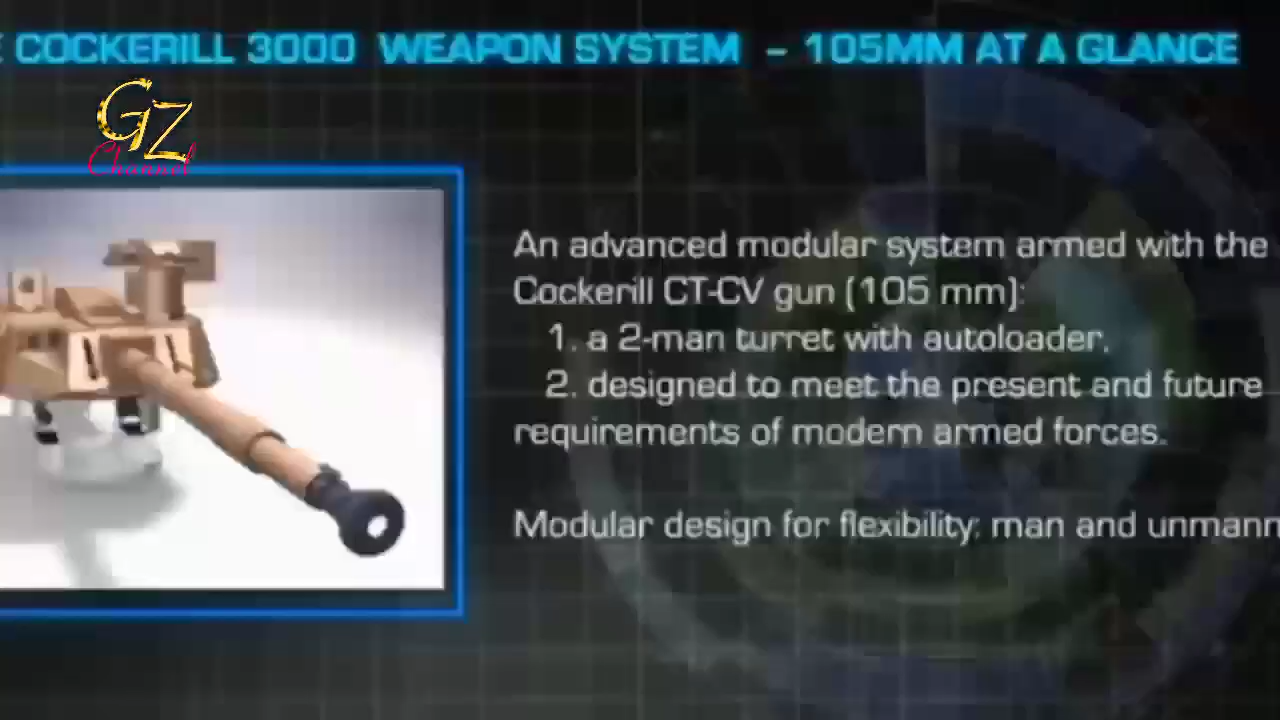 COCKERILL 3000 WEAPON SYSTEM - 105MM AT A GLANCE
GZ
Channel
An advanced modular system armed with the
Cockerill CT-CV gun (105 mm):
1. a 2-man turret with autoloader.
2. designed to meet the present and future
requirements of modern armed forces.
Modular design for flexibility: man and unmann